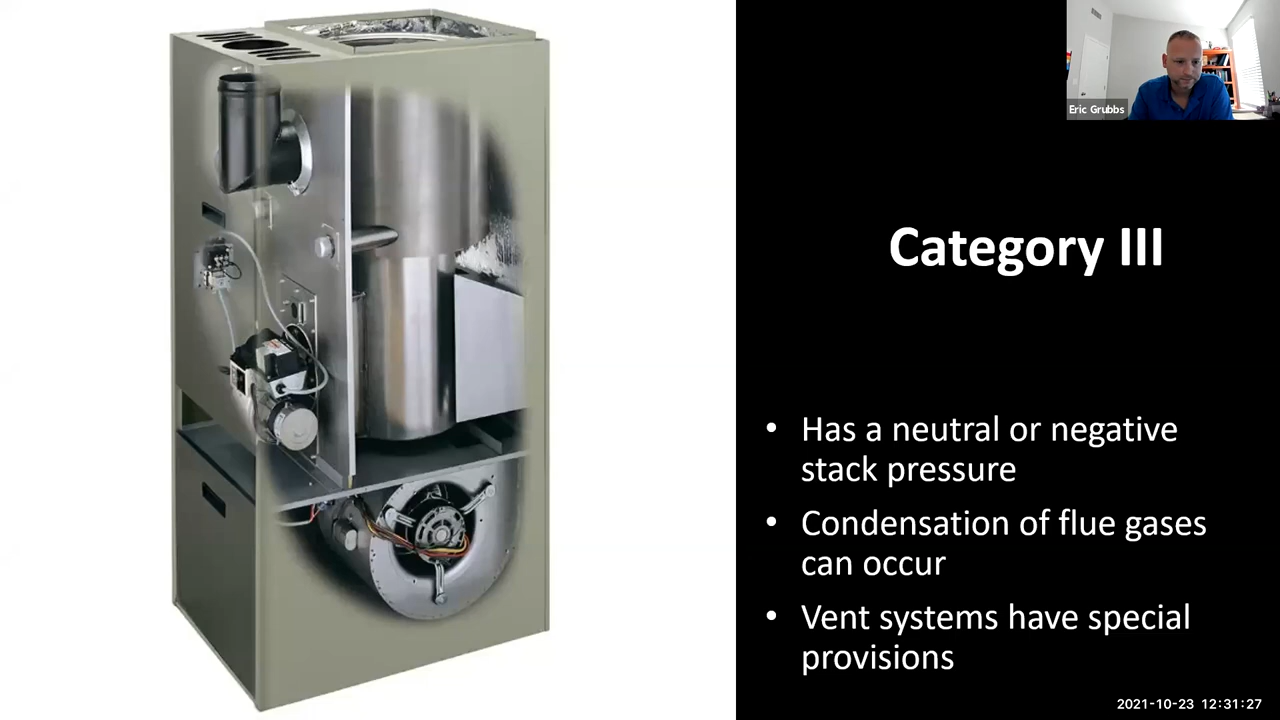 Eric Grubbs
Category III
• Has a neutral or negative
stack pressure
• Condensation of flue gases
can occur
• Vent systems have special
provisions
2021-10-23 12:31:27